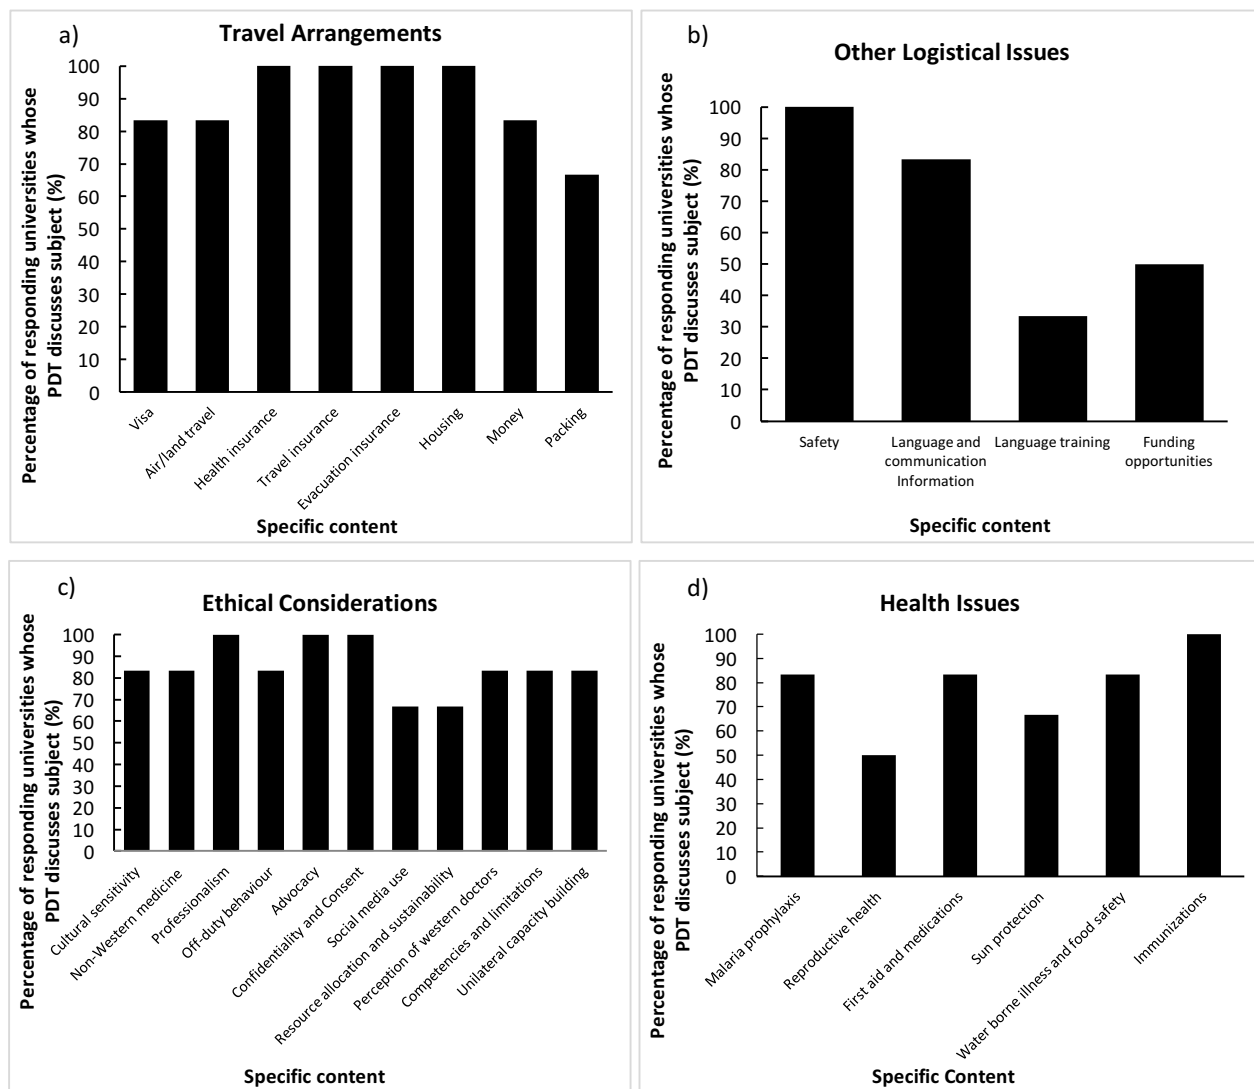 a)
Travel Arrangements
Percentage of responding universities whose
PDT discusses subject (%)
100
90
80
70
60
50
40
30
20
10
0
Visa
Air/land travel
Health insurance
Travel insurance
Evacuation insurance
Housing
Money
Packing
Specific content
b)
Other Logistical Issues
Percentage of responding universities whose
PDT discusses subject (%)
100
90
80
70
60
50
40
30
20
10
0
Safety
Language and
communication
Information
Language training
Funding
opportunities
Specific content
c)
Ethical Considerations
Percentage of responding universities whose
PDT discusses subject (%)
100
90
80
70
60
50
40
30
20
10
0
Cultural sensitivity
Non-Western medicine
Professionalism
Off-duty behaviour
Advocacy
Confidentiality and Consent
Social media use
Resource allocation and sustainability
Perception of western doctors
Competencies and limitations
Unilateral capacity building
Specific content
d)
Health Issues
Percentage of responding universities whose
PDT discusses subject (%)
100
90
80
70
60
50
40
30
20
10
0
Malaria prophylaxis
Reproductive health
First aid and medications
Sun protection
Water borne illness and food safety
Immunizations
Specific Content